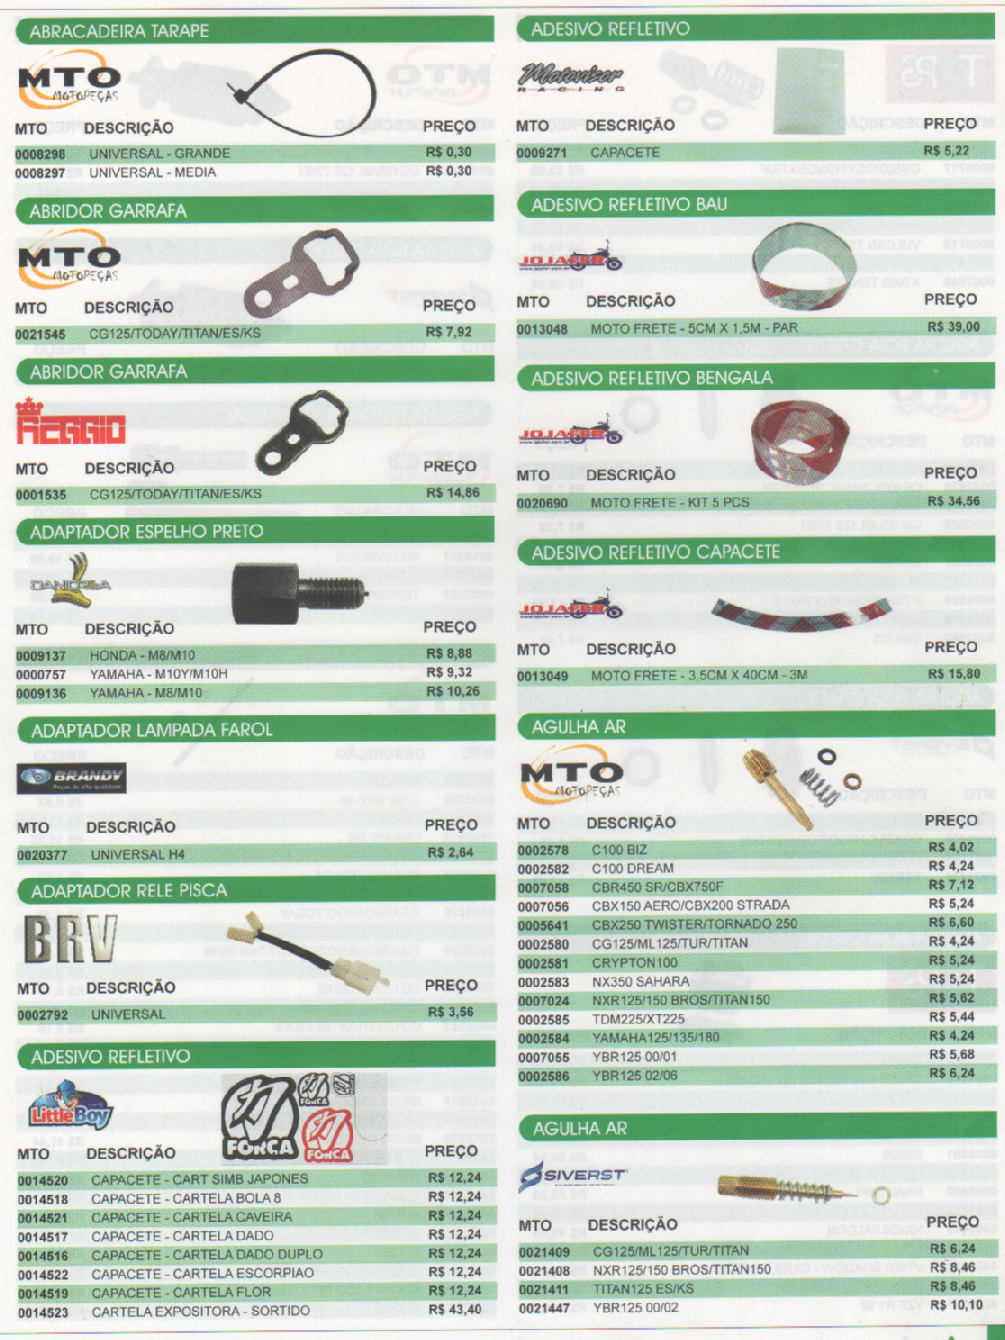 ABRACADEIRA TARAPE
MTO
MOTOPEÇAS
MTO DESCRIÇÃO PREÇO
0008298 UNIVERSAL - GRANDE R$ 0,30
0008297 UNIVERSAL - MEDIA R$ 0,30
ABRIDOR GARRAFA
MTO
MOTOPEÇAS
MTO DESCRIÇÃO PREÇO
0021545 CG125/TODAY/TITAN/ES/KS R$ 7,92
ABRIDOR GARRAFA
REGGIO
MTO DESCRIÇÃO PREÇO
0001535 CG125/TODAY/TITAN/ES/KS R$ 14,86
ADAPTADOR ESPELHO PRETO
MTO DESCRIÇÃO PREÇO
0009137 HONDA - M8/M10 R$ 8,88
0000757 YAMAHA - M10Y/M10H R$ 9,32
0009136 YAMAHA - M8/M10 R$ 10,26
ADAPTADOR LAMPADA FAROL
BRANDY
Peças de alta qualidade
MTO DESCRIÇÃO PREÇO
0020377 UNIVERSAL H4 R$ 2,64
ADAPTADOR RELE PISCA
BRV
MTO DESCRIÇÃO PREÇO
0002792 UNIVERSAL R$ 3,56
ADESIVO REFLETIVO
LittleBoy
FORÇA
FORÇA
FORÇA
MTO DESCRIÇÃO PREÇO
0014520 CAPACETE - CART SIMB JAPONES R$ 12,24
0014518 CAPACETE - CARTELA BOLA 8 R$ 12,24
0014521 CAPACETE - CARTELA CAVEIRA R$ 12,24
0014517 CAPACETE - CARTELA DADO R$ 12,24
0014516 CAPACETE - CARTELA DADO DUPLO R$ 12,24
0014522 CAPACETE - CARTELA ESCORPIAO R$ 12,24
0014519 CAPACETE - CARTELA FLOR R$ 12,24
0014523 CARTELA EXPOSITORA - SORTIDO R$ 43,40
ADESIVO REFLETIVO
Motovisor
RACING
MTO DESCRIÇÃO PREÇO
0009271 CAPACETE R$ 5,22
ADESIVO REFLETIVO BAU
JOJAFER
MTO DESCRIÇÃO PREÇO
0013048 MOTO FRETE - 5CM X 1,5M - PAR R$ 39,00
ADESIVO REFLETIVO BENGALA
JOJAFER
MTO DESCRIÇÃO PREÇO
0020690 MOTO FRETE - KIT 5 PCS R$ 34,56
ADESIVO REFLETIVO CAPACETE
JOJAFER
MTO DESCRIÇÃO PREÇO
0013049 MOTO FRETE - 3,5CM X 40CM - 3M R$ 15,80
AGULHA AR
MTO
MOTOPEÇAS
MTO DESCRIÇÃO PREÇO
0002578 C100 BIZ R$ 4,02
0002582 C100 DREAM R$ 4,24
0007058 CBR450 SR/CBX750F R$ 7,12
0007056 CBX150 AERO/CBX200 STRADA R$ 5,24
0005641 CBX250 TWISTER/TORNADO 250 R$ 6,60
0002580 CG125/ML125/TUR/TITAN R$ 4,24
0002581 CRYPTON100 R$ 5,24
0002583 NX350 SAHARA R$ 5,24
0007024 NXR125/150 BROS/TITAN150 R$ 5,62
0002585 TDM225/XT225 R$ 5,44
0002584 YAMAHA125/135/180 R$ 4,24
0007055 YBR125 00/01 R$ 5,68
0002586 YBR125 02/06 R$ 6,24
AGULHA AR
SIVERST
MTO DESCRIÇÃO PREÇO
0021409 CG125/ML125/TUR/TITAN R$ 6,24
0021408 NXR125/150 BROS/TITAN150 R$ 8,46
0021411 TITAN125 ES/KS R$ 8,46
0021447 YBR125 00/02 R$ 10,10